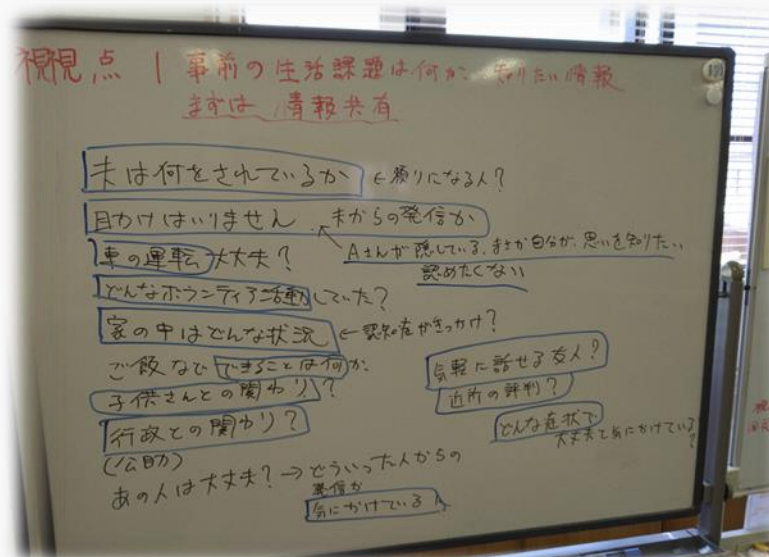 視点 1 事前の生活課題は何か、知りたい情報
まずは、情報共有
夫は何をされているか ←頼りになる人?
目かけはいりません 夫からの発信か
Aさんが隠している、まさか自分が、思いを知りたい
認めたくない
車の運転大丈夫?
どんなボランティア活動していた?
家の中はどんな状況 ←認知症がきっかけ?
ご飯など できることは何か、
子供さんとの関わり?
行政との関わり?
(公助)
あの人は大丈夫?→どういった人からの
発信か
気にかけている人
気軽に話せる友人?
近所の評判?
どんな症状で
大丈夫と気にかけている
?